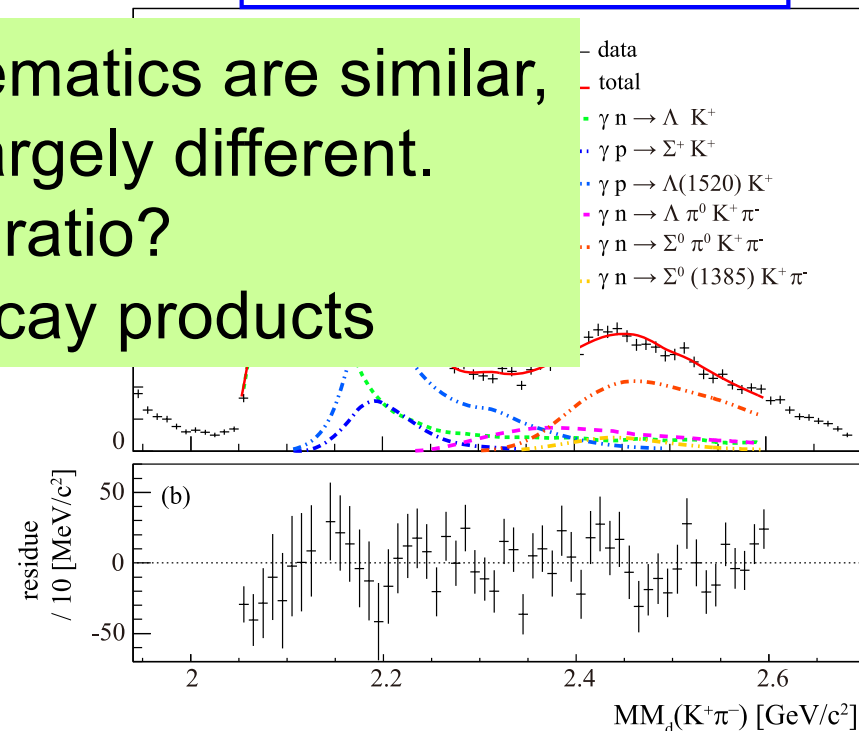 ematics are similar,
argely different.
ratio?
cay products
data
total
γ n → Λ K⁺
γ p → Σ⁺ K⁺
γ p → Λ(1520) K⁺
γ n → Λ π⁰ K⁺ π⁻
γ n → Σ⁰ π⁰ K⁺ π⁻
γ n → Σ⁰ (1385) K⁺ π⁻
0
(b)
50
0
-50
residue
/ 10 [MeV/c²]
2 2.2 2.4 2.6
MM_d(K⁺π⁻) [GeV/c²]